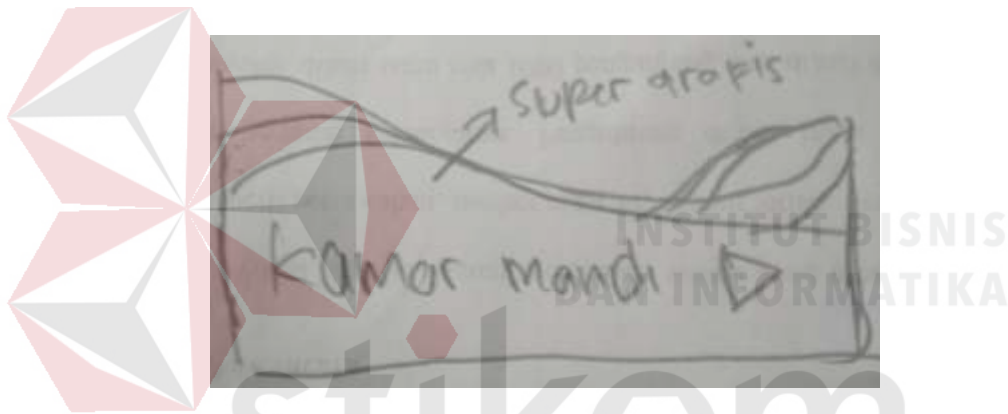 super grafis
kamar mandi
INSTITUT BISNIS
DAN INFORMATIKA
stikom